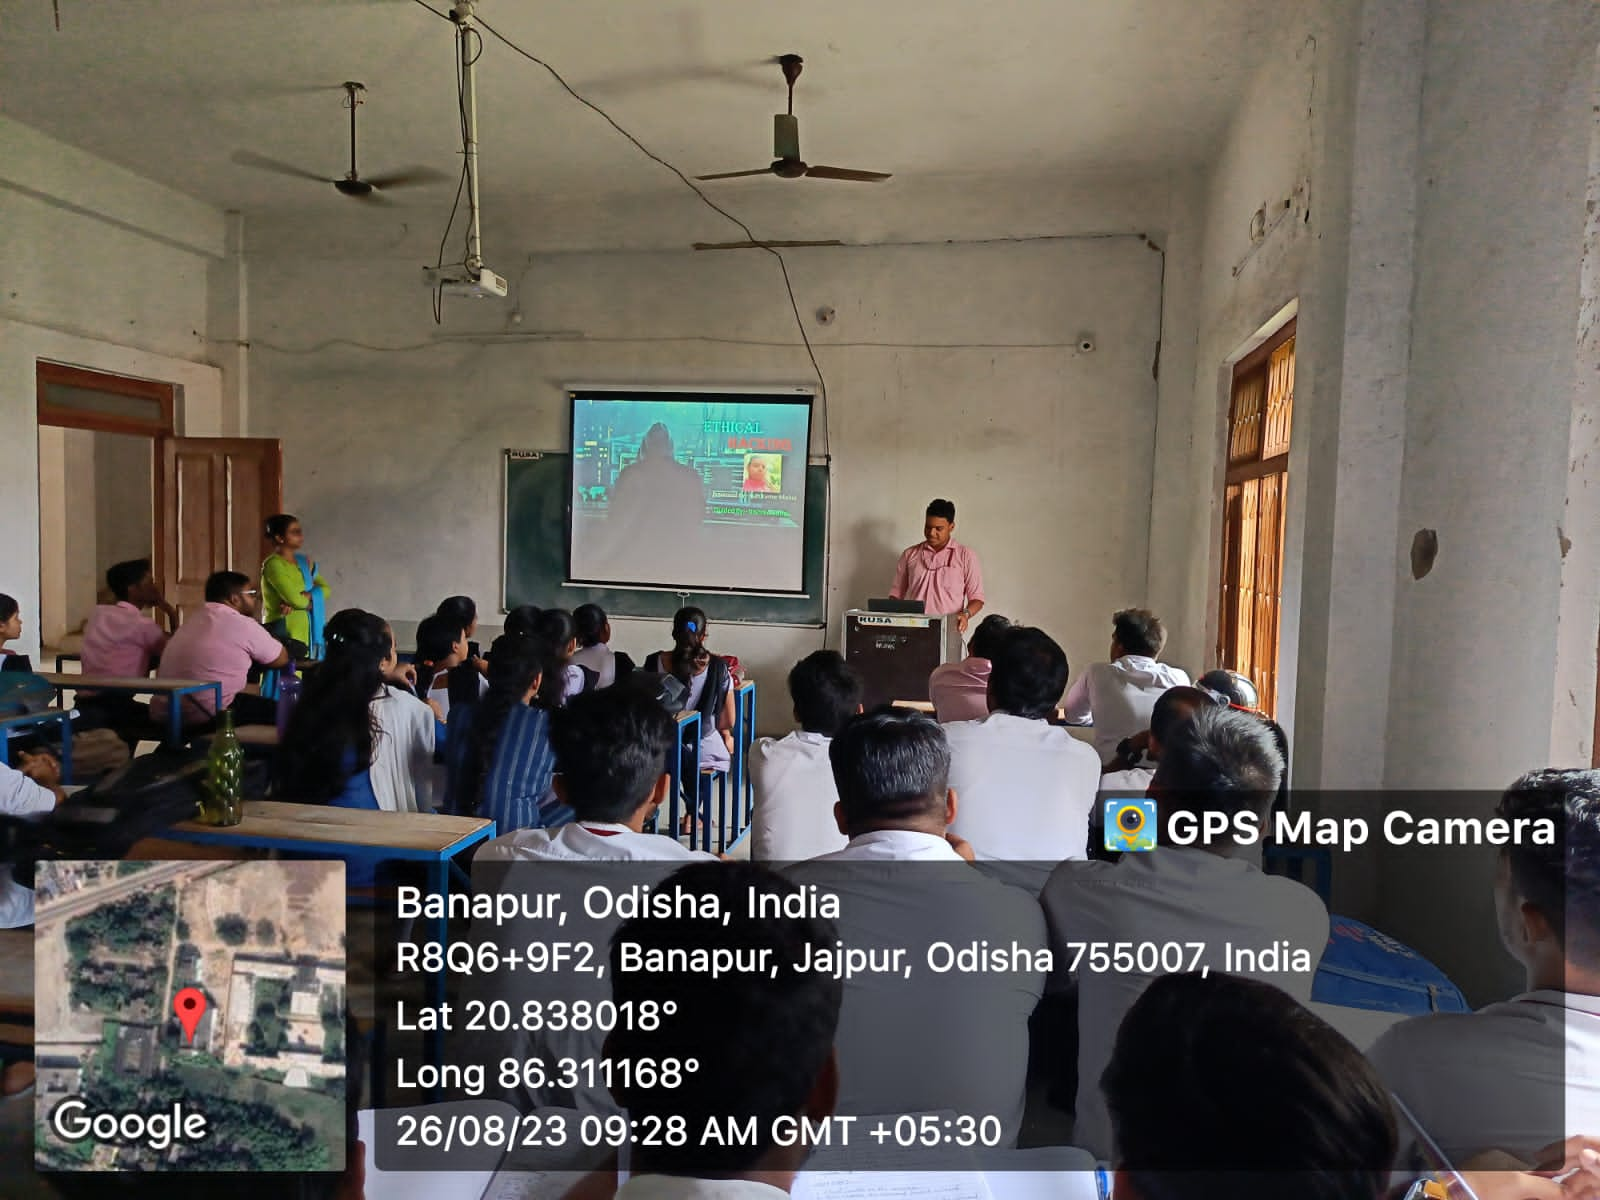 RUSA
ETHICAL
HACKING
RUSA
GPS Map Camera
Banapur, Odisha, India
R8Q6+9F2, Banapur, Jajpur, Odisha 755007, India
Lat 20.838018°
Long 86.311168°
26/08/23 09:28 AM GMT +05:30
Google